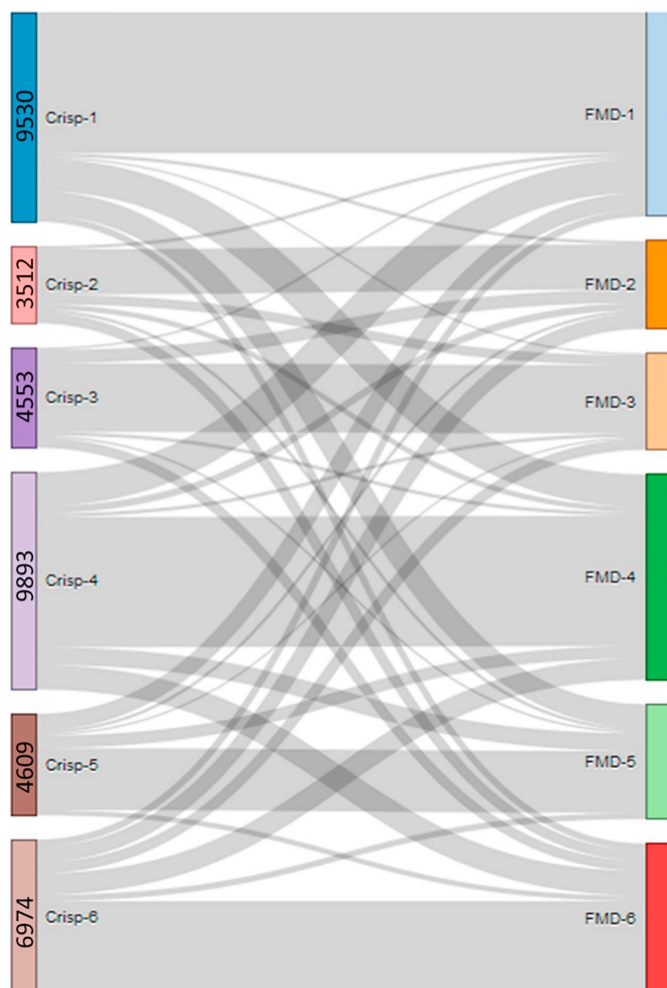 9530
Crisp-1
FMD-1
3512
Crisp-2
FMD-2
4553
Crisp-3
FMD-3
9893
Crisp-4
FMD-4
4609
Crisp-5
FMD-5
6974
Crisp-6
FMD-6